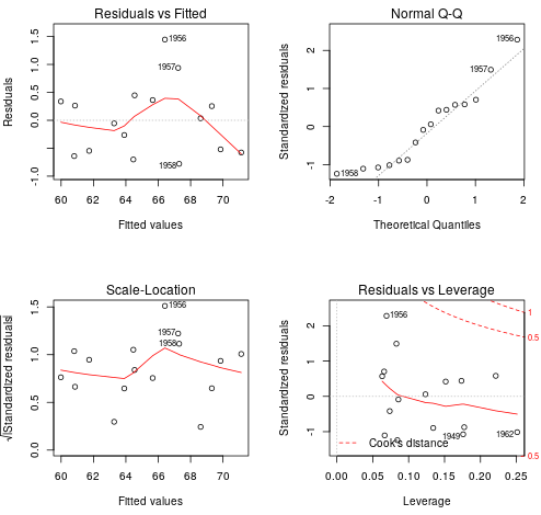 Residuals vs Fitted
Residuals
-1.0 0.0 0.5 1.0 1.5
1956
1957
1958
60 62 64 66 68 70
Fitted values
Normal Q-Q
Standardized residuals
-1 0 1 2
1956
1957
1958
-2 -1 0 1 2
Theoretical Quantiles
Scale-Location
√|Standardized residuals|
0.0 0.5 1.0 1.5
1956
1957
1958
60 62 64 66 68 70
Fitted values
Residuals vs Leverage
Standardized residuals
-1 0 1 2
1956
1949
1962
Cook's distance
1
0.5
0.5
0.00 0.05 0.10 0.15 0.20 0.25
Leverage